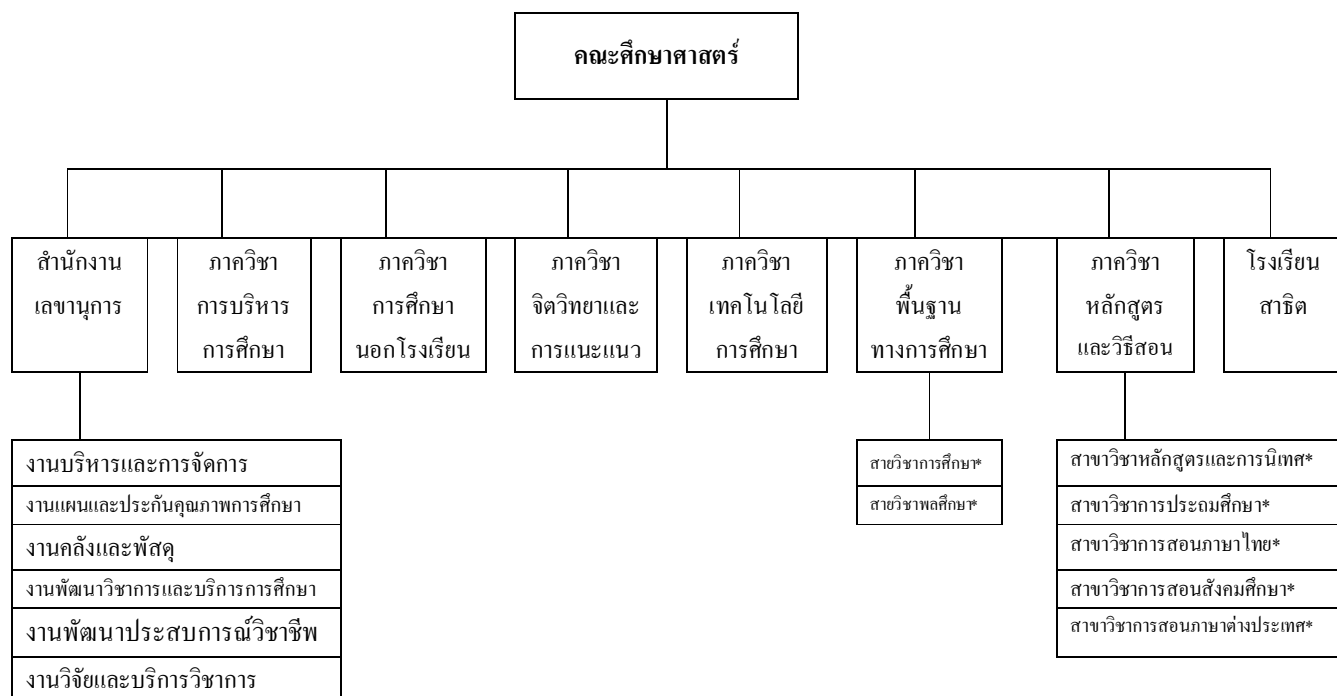 คณะศึกษาศาสตร์
สำนักงาน
เลขานุการ
ภาควิชา
การบริหาร
การศึกษา
ภาควิชา
การศึกษา
นอกโรงเรียน
ภาควิชา
จิตวิทยาและ
การแนะแนว
ภาควิชา
เทคโนโลยี
การศึกษา
ภาควิชา
พื้นฐาน
ทางการศึกษา
ภาควิชา
หลักสูตร
และวิธีสอน
โรงเรียน
สาธิต
งานบริหารและการจัดการ
งานแผนและประกันคุณภาพการศึกษา
งานคลังและพัสดุ
งานพัฒนาวิชาการและบริการการศึกษา
งานพัฒนาประสบการณ์วิชาชีพ
งานวิจัยและบริการวิชาการ
สายวิชาการศึกษา*
สายวิชาพลศึกษา*
สาขาวิชาหลักสูตรและการนิเทศ*
สาขาวิชาการประถมศึกษา*
สาขาวิชาการสอนภาษาไทย*
สาขาวิชาการสอนสังคมศึกษา*
สาขาวิชาการสอนภาษาต่างประเทศ*